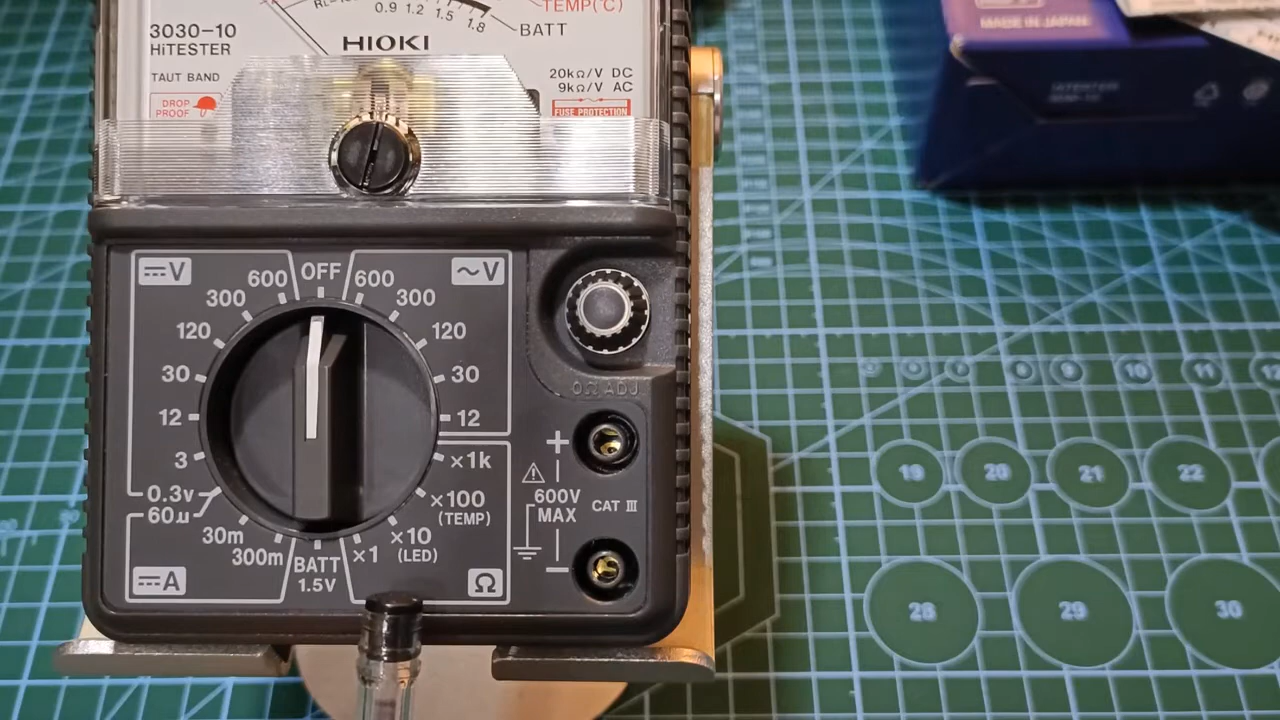 TEMP(°C)
0.9 1.2 1.5 1.8
BATT
3030-10
HiTESTER
HIOKI
TAUT BAND
20kΩ/V DC
9kΩ/V AC
DROP
PROOF
FUSE PROTECTION
MADE IN JAPAN
⎓V
600
OFF
600
~V
300
300
120
120
30
30
12
12
3
×1k
0.3v
60µ
×100
(TEMP)
30m
300m
BATT
1.5V
×1
×10
(LED)
⎓A
Ω
0Ω ADJ
+
600V
MAX
CAT III
−
10
11
12
19
20
21
22
28
29
30